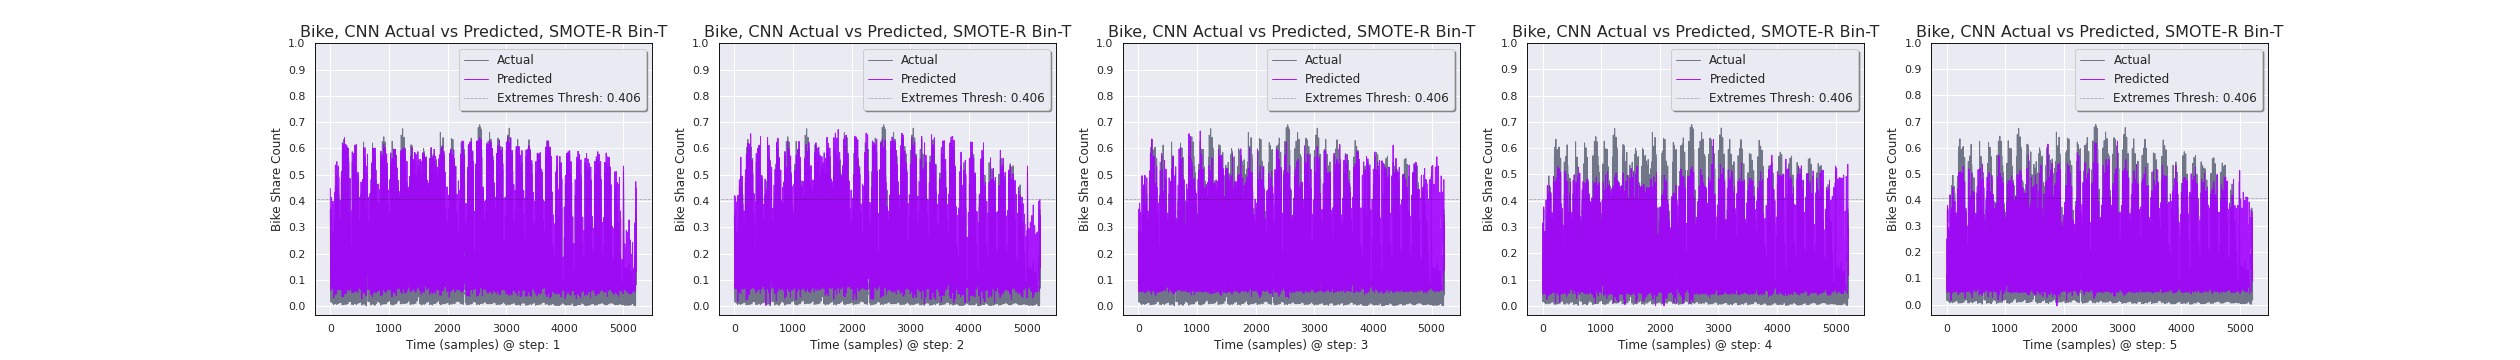 Bike, CNN Actual vs Predicted, SMOTE-R Bin-T
1.0
0.9
0.8
0.7
0.6
0.5
0.4
0.3
0.2
0.1
0.0
Bike Share Count
Actual
Predicted
Extremes Thresh: 0.406
0
1000
2000
3000
4000
5000
Time (samples) @ step: 1
Bike, CNN Actual vs Predicted, SMOTE-R Bin-T
1.0
0.9
0.8
0.7
0.6
0.5
0.4
0.3
0.2
0.1
0.0
Bike Share Count
Actual
Predicted
Extremes Thresh: 0.406
0
1000
2000
3000
4000
5000
Time (samples) @ step: 2
Bike, CNN Actual vs Predicted, SMOTE-R Bin-T
1.0
0.9
0.8
0.7
0.6
0.5
0.4
0.3
0.2
0.1
0.0
Bike Share Count
Actual
Predicted
Extremes Thresh: 0.406
0
1000
2000
3000
4000
5000
Time (samples) @ step: 3
Bike, CNN Actual vs Predicted, SMOTE-R Bin-T
1.0
0.9
0.8
0.7
0.6
0.5
0.4
0.3
0.2
0.1
0.0
Bike Share Count
Actual
Predicted
Extremes Thresh: 0.406
0
1000
2000
3000
4000
5000
Time (samples) @ step: 4
Bike, CNN Actual vs Predicted, SMOTE-R Bin-T
1.0
0.9
0.8
0.7
0.6
0.5
0.4
0.3
0.2
0.1
0.0
Bike Share Count
Actual
Predicted
Extremes Thresh: 0.406
0
1000
2000
3000
4000
5000
Time (samples) @ step: 5